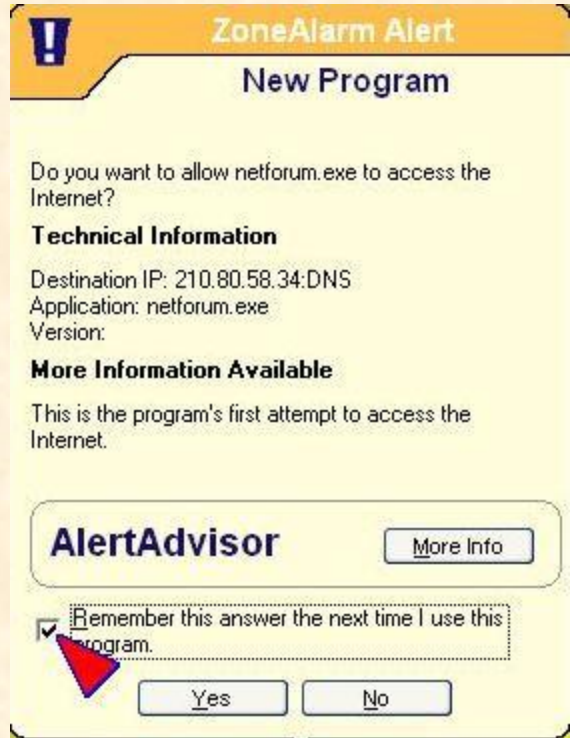 !
ZoneAlarm Alert
New Program
Do you want to allow netforum.exe to access the
Internet?
Technical Information
Destination IP: 210.80.58.34:DNS
Application: netforum.exe
Version:
More Information Available
This is the program's first attempt to access the
Internet.
AlertAdvisor
More Info
Remember this answer the next time I use this
program.
Yes
No